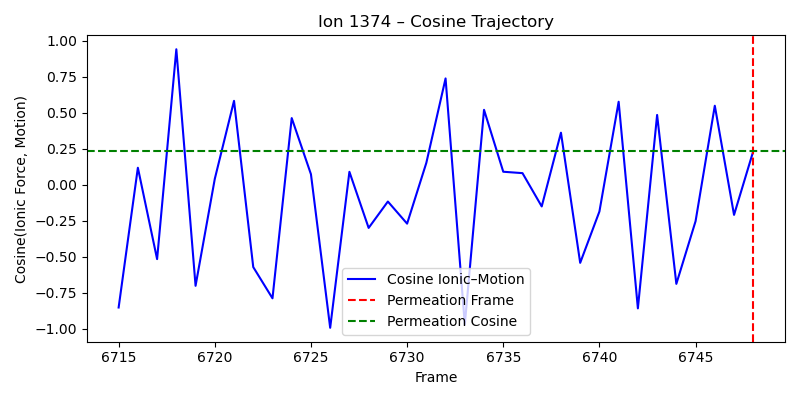 Ion 1374 – Cosine Trajectory
Cosine(Ionic Force, Motion)
1.00
0.75
0.50
0.25
0.00
−0.25
−0.50
−0.75
−1.00
Cosine Ionic–Motion
Permeation Frame
Permeation Cosine
6715 6720 6725 6730 6735 6740 6745
Frame